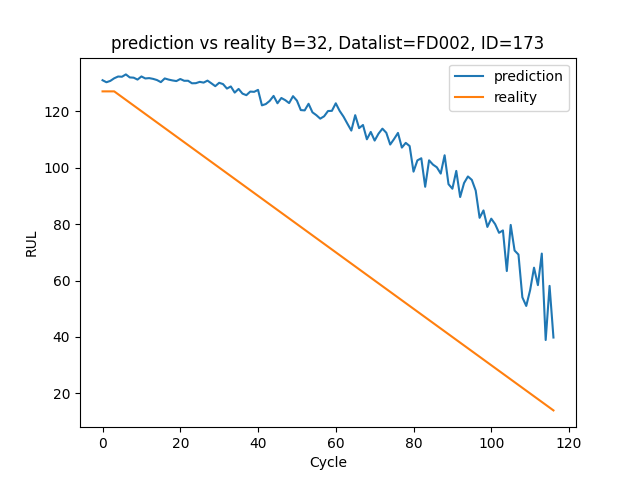 prediction vs reality B=32, Datalist=FD002, ID=173
prediction
reality
RUL
120
100
80
60
40
20
0 20 40 60 80 100 120
Cycle